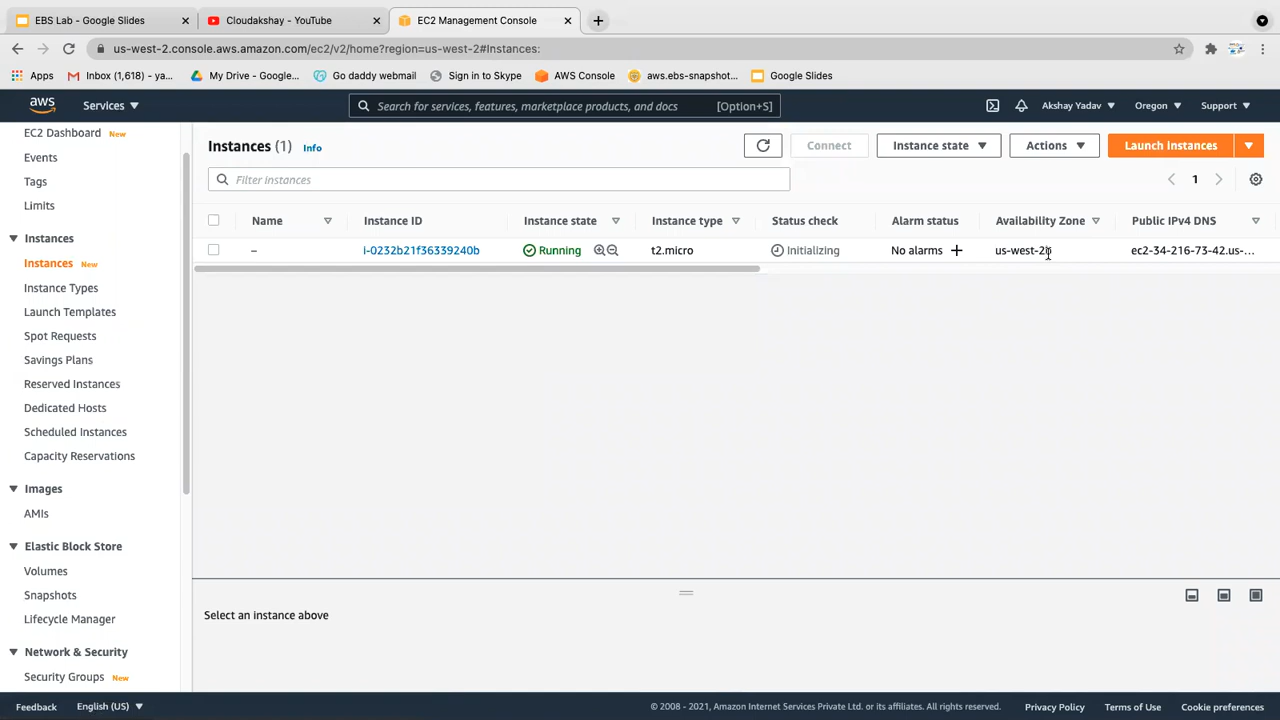 EBS Lab - Google Slides
Cloudakshay - YouTube
EC2 Management Console
us-west-2.console.aws.amazon.com/ec2/v2/home?region=us-west-2#Instances:
Apps
Inbox (1,618) - ya...
My Drive - Google...
Go daddy webmail
Sign in to Skype
AWS Console
aws.ebs-snapshot...
Google Slides
aws
Services
Search for services, features, marketplace products, and docs
[Option+S]
Akshay Yadav
Oregon
Support
EC2 Dashboard New
Events
Tags
Limits
Instances
Instances New
Instance Types
Launch Templates
Spot Requests
Savings Plans
Reserved Instances
Dedicated Hosts
Scheduled Instances
Capacity Reservations
Images
AMIs
Elastic Block Store
Volumes
Snapshots
Lifecycle Manager
Network & Security
Security Groups New
Instances (1) Info
Connect
Instance state
Actions
Launch Instances
Filter instances
1
Name
Instance ID
Instance state
Instance type
Status check
Alarm status
Availability Zone
Public IPv4 DNS
–
i-0232b21f36339240b
Running
t2.micro
Initializing
No alarms
ec2-34-216-73-42.us-...
Select an instance above
Feedback
English (US)
© 2008 - 2021, Amazon Internet Services Private Ltd. or its affiliates. All rights reserved.
Privacy Policy
Terms of Use
Cookie preferences